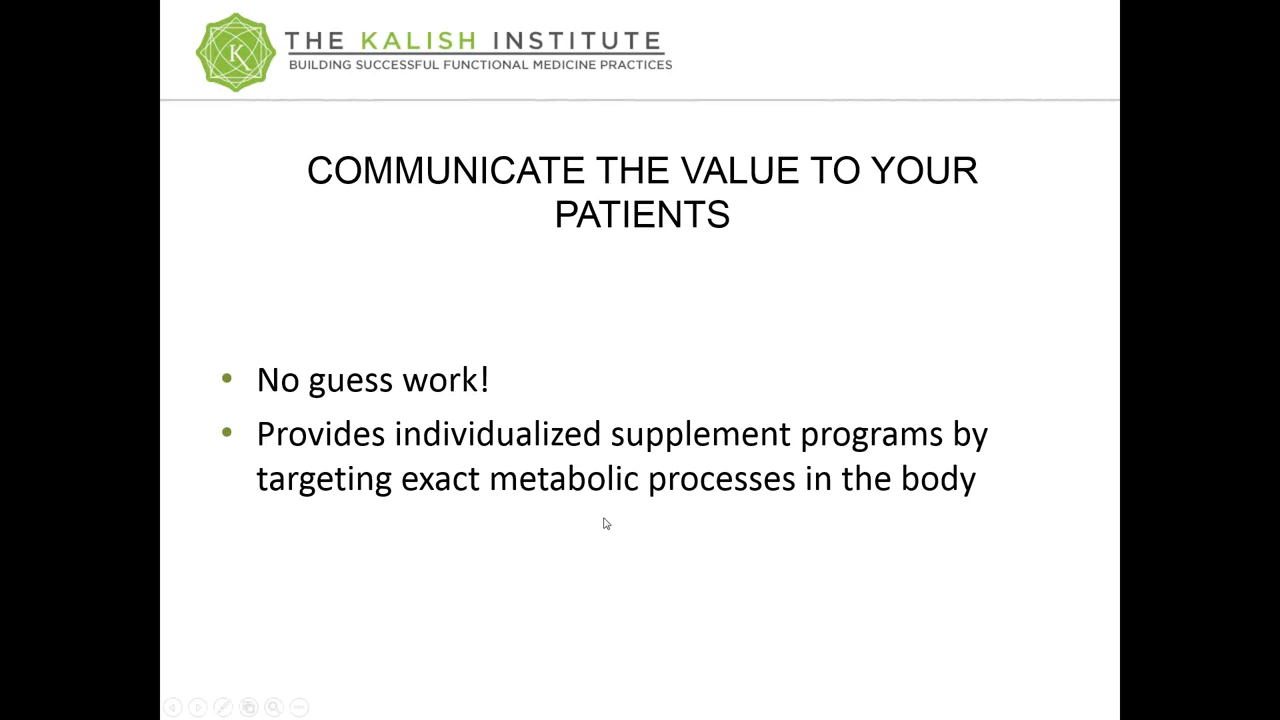 K
THE KALISH INSTITUTE
BUILDING SUCCESSFUL FUNCTIONAL MEDICINE PRACTICES
COMMUNICATE THE VALUE TO YOUR
PATIENTS
• No guess work!
• Provides individualized supplement programs by
targeting exact metabolic processes in the body